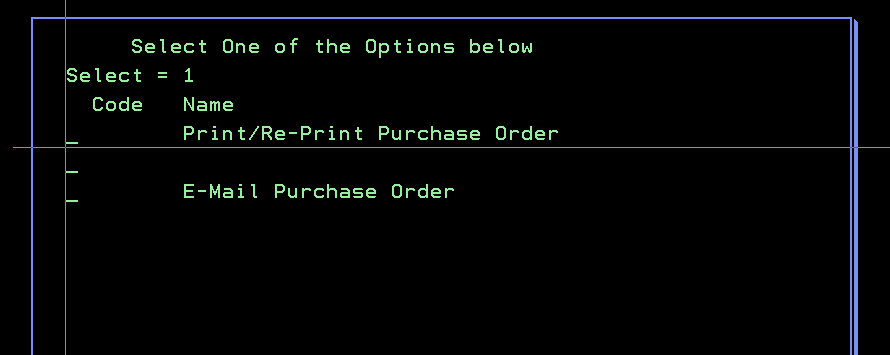 Select One of the Options below
Select = 1
Code Name
_ Print/Re-Print Purchase Order
_
_ E-Mail Purchase Order